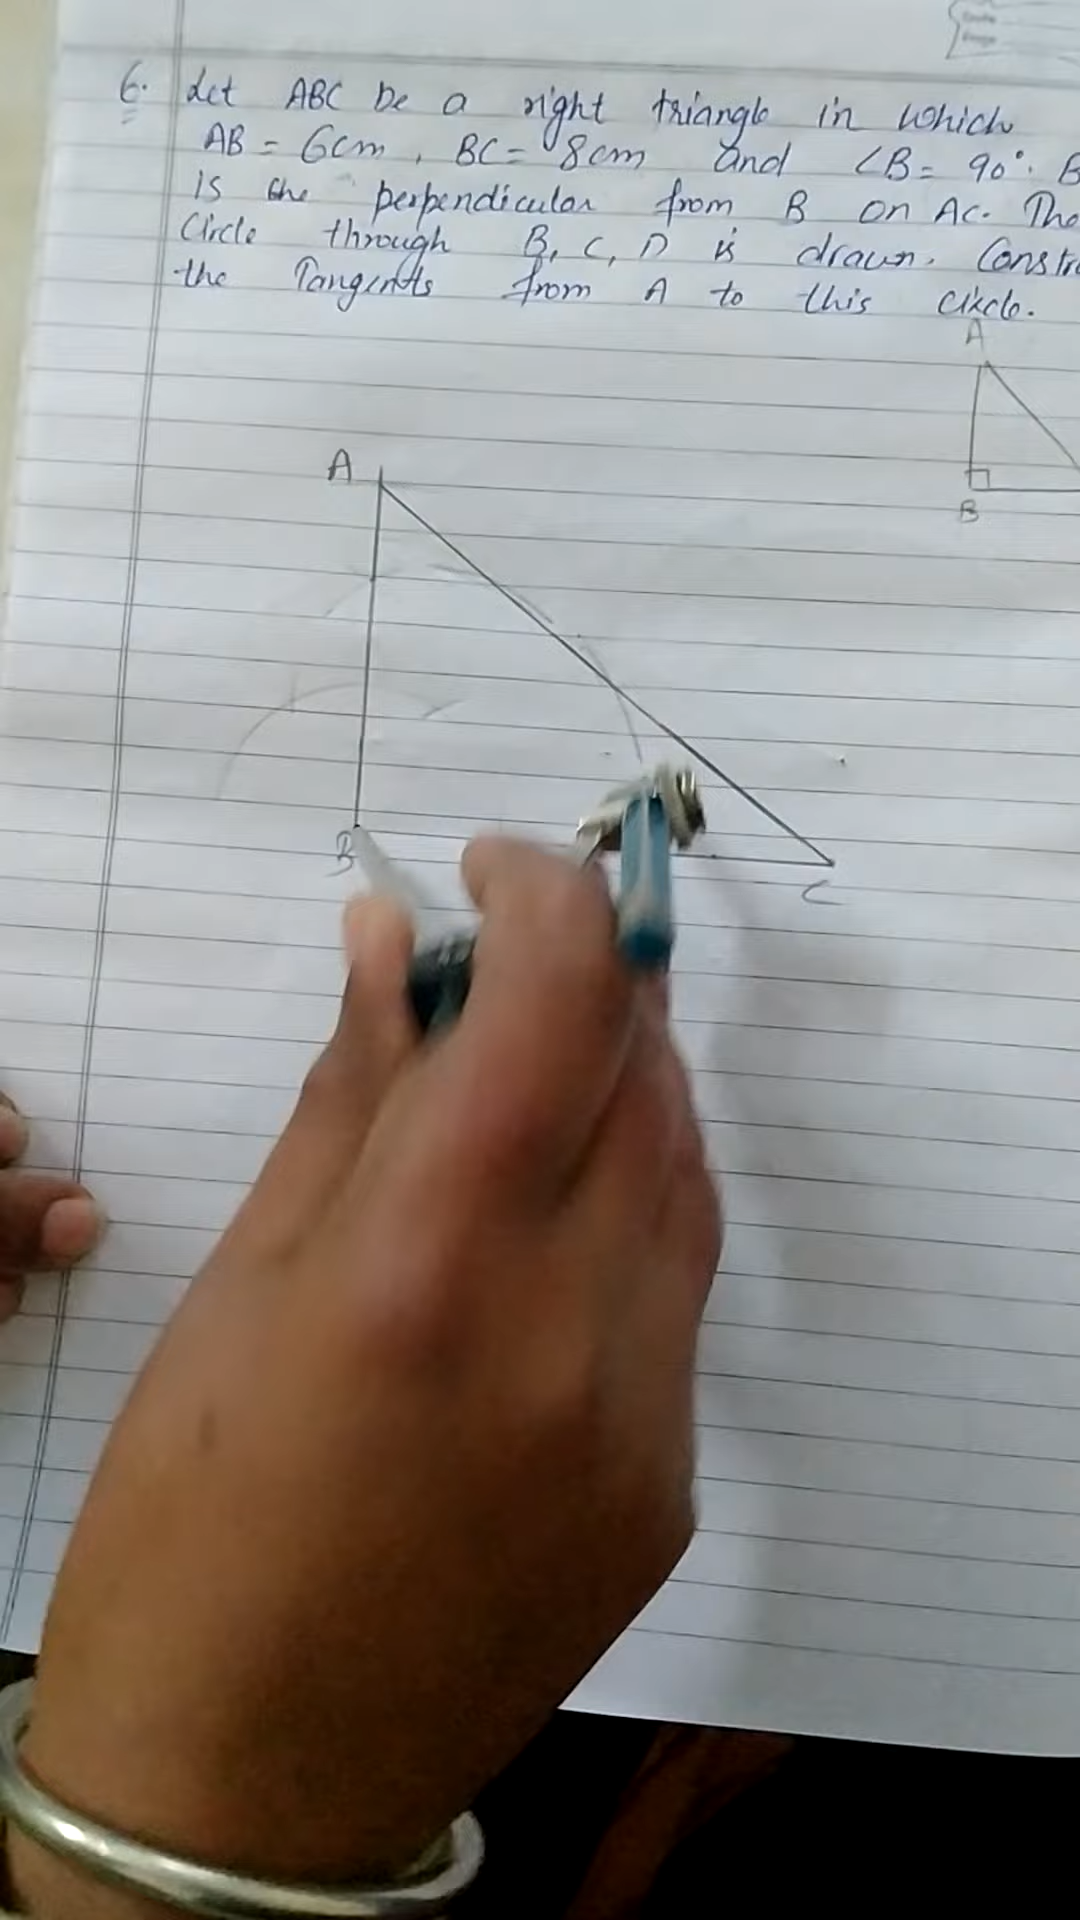 6. Let ABC be a right triangle in which
AB = 6cm, BC = 8cm and ∠B = 90°. B
is the perpendicular from B on AC. The
Circle through B, C, D is drawn. Constr
the Tangents from A to this circle.
A
B
A
B
C